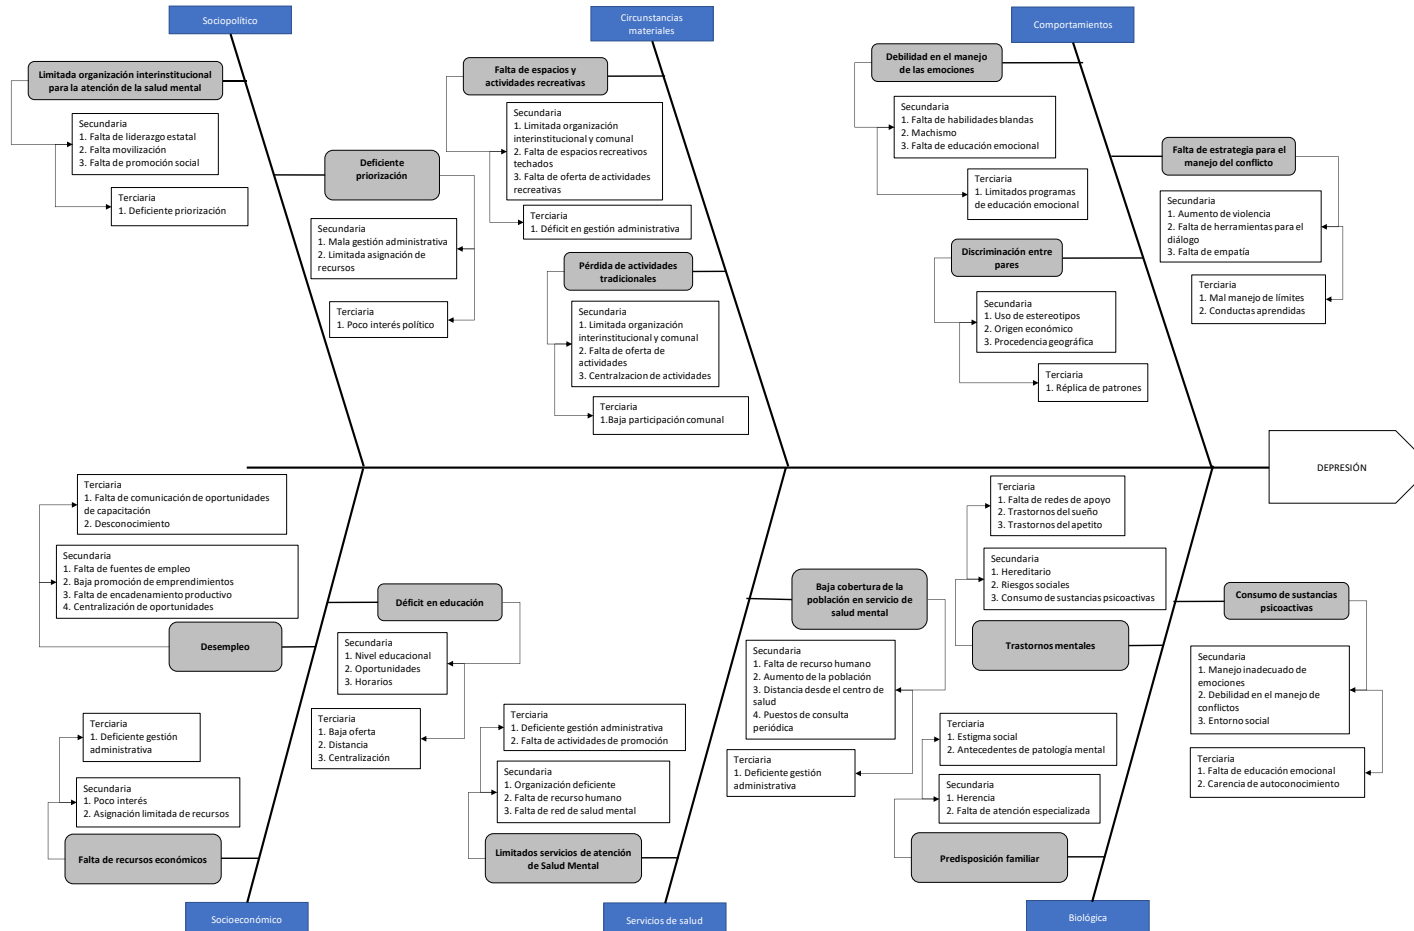 Sociopolítico
Limitada organización interinstitucional
para la atención de la salud mental
Secundaria
1. Falta de liderazgo estatal
2. Falta movilización
3. Falta de promoción social
Terciaria
1. Deficiente priorización
Deficiente
priorización
Secundaria
1. Mala gestión administrativa
2. Limitada asignación de
recursos
Terciaria
1. Poco interés político
Circunstancias
materiales
Falta de espacios y
actividades recreativas
Secundaria
1. Limitada organización
interinstitucional y comunal
2. Falta de espacios recreativos
techados
3. Falta de oferta de actividades
recreativas
Terciaria
1. Déficit en gestión administrativa
Pérdida de actividades
tradicionales
Secundaria
1. Limitada organización
interinstitucional y comunal
2. Falta de oferta de
actividades
3. Centralzacion de actividades
Terciaria
1.Baja participación comunal
Comportamientos
Debilidad en el manejo
de las emociones
Secundaria
1. Falta de habilidades blandas
2. Machismo
3. Falta de educación emocional
Terciaria
1. Limitados programas
de educación emocional
Falta de estrategia para el
manejo del conflicto
Secundaria
1. Aumento de violencia
2. Falta de herramientas para el
diálogo
3. Falta de empatía
Terciaria
1. Mal manejo de límites
2. Conductas aprendidas
Discriminación entre
pares
Secundaria
1. Uso de estereotipos
2. Origen económico
3. Procedencia geográfica
Terciaria
1. Réplica de patrones
DEPRESIÓN
Terciaria
1. Falta de comunicación de oportunidades
de capacitación
2. Desconocimiento
Secundaria
1. Falta de fuentes de empleo
2. Baja promoción de emprendimientos
3. Falta de encadenamiento productivo
4. Centralización de oportunidades
Desempleo
Déficit en educación
Secundaria
1. Nivel educacional
2. Oportunidades
3. Horarios
Terciaria
1. Baja oferta
2. Distancia
3. Centralización
Terciaria
1. Deficiente gestión
administrativa
Secundaria
1. Poco interés
2. Asignación limitada de recursos
Falta de recursos económicos
Socioeconómico
Baja cobertura de la
población en servicio de
salud mental
Secundaria
1. Falta de recurso humano
2. Aumento de la población
3. Distancia desde el centro de
salud
4. Puestos de consulta
periódica
Terciaria
1. Deficiente gestión
administrativa
Terciaria
1. Deficiente gestión administrativa
2. Falta de actividades de promoción
Secundaria
1. Organización deficiente
2. Falta de recurso humano
3. Falta de red de salud mental
Limitados servicios de atención
de Salud Mental
Servicios de salud
Terciaria
1. Falta de redes de apoyo
2. Trastornos del sueño
3. Trastornos del apetito
Secundaria
1. Hereditario
2. Riesgos sociales
3. Consumo de sustancias psicoactivas
Trastornos mentales
Consumo de sustancias
psicoactivas
Secundaria
1. Manejo inadecuado de
emociones
2. Debilidad en el manejo de
conflictos
3. Entorno social
Terciaria
1. Falta de educación emocional
2. Carencia de autoconocimiento
Terciaria
1. Estigma social
2. Antecedentes de patología mental
Secundaria
1. Herencia
2. Falta de atención especializada
Predisposición familiar
Biológica